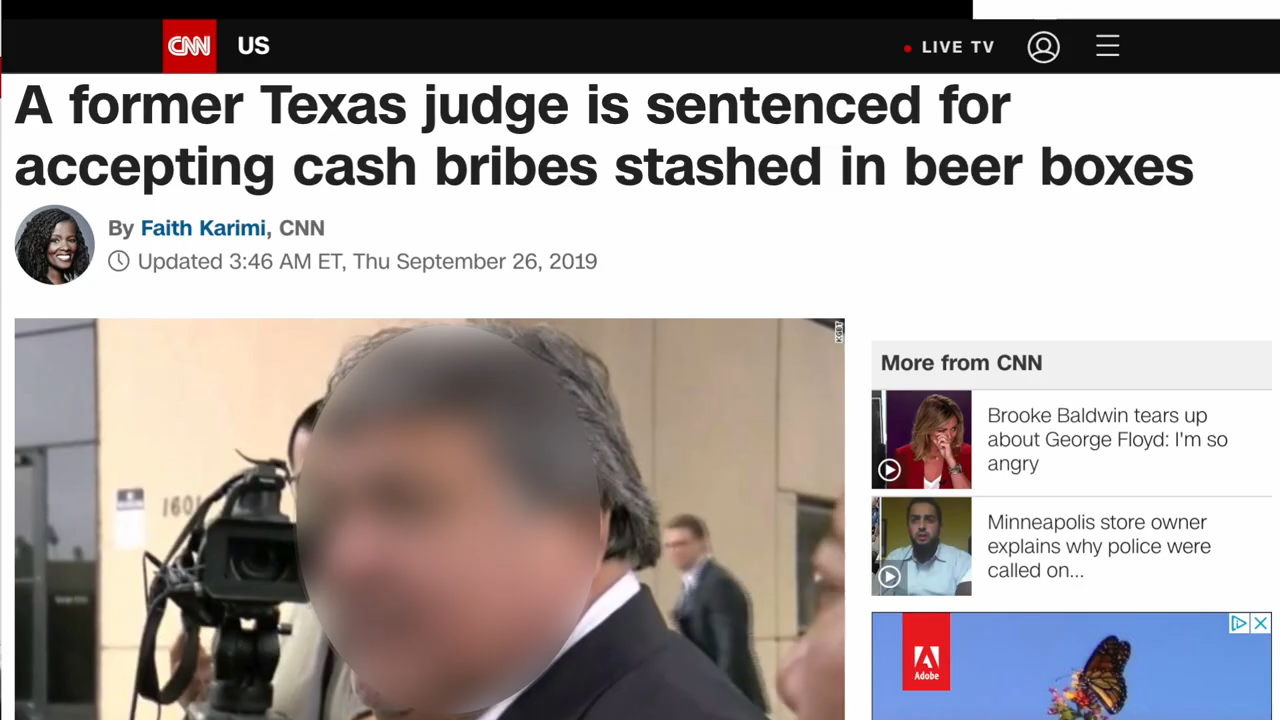 CNN US
LIVE TV
A former Texas judge is sentenced for
accepting cash bribes stashed in beer boxes
By Faith Karimi, CNN
Updated 3:46 AM ET, Thu September 26, 2019
1601
More from CNN
Brooke Baldwin tears up
about George Floyd: I'm so
angry
Minneapolis store owner
explains why police were
called on...
Adobe